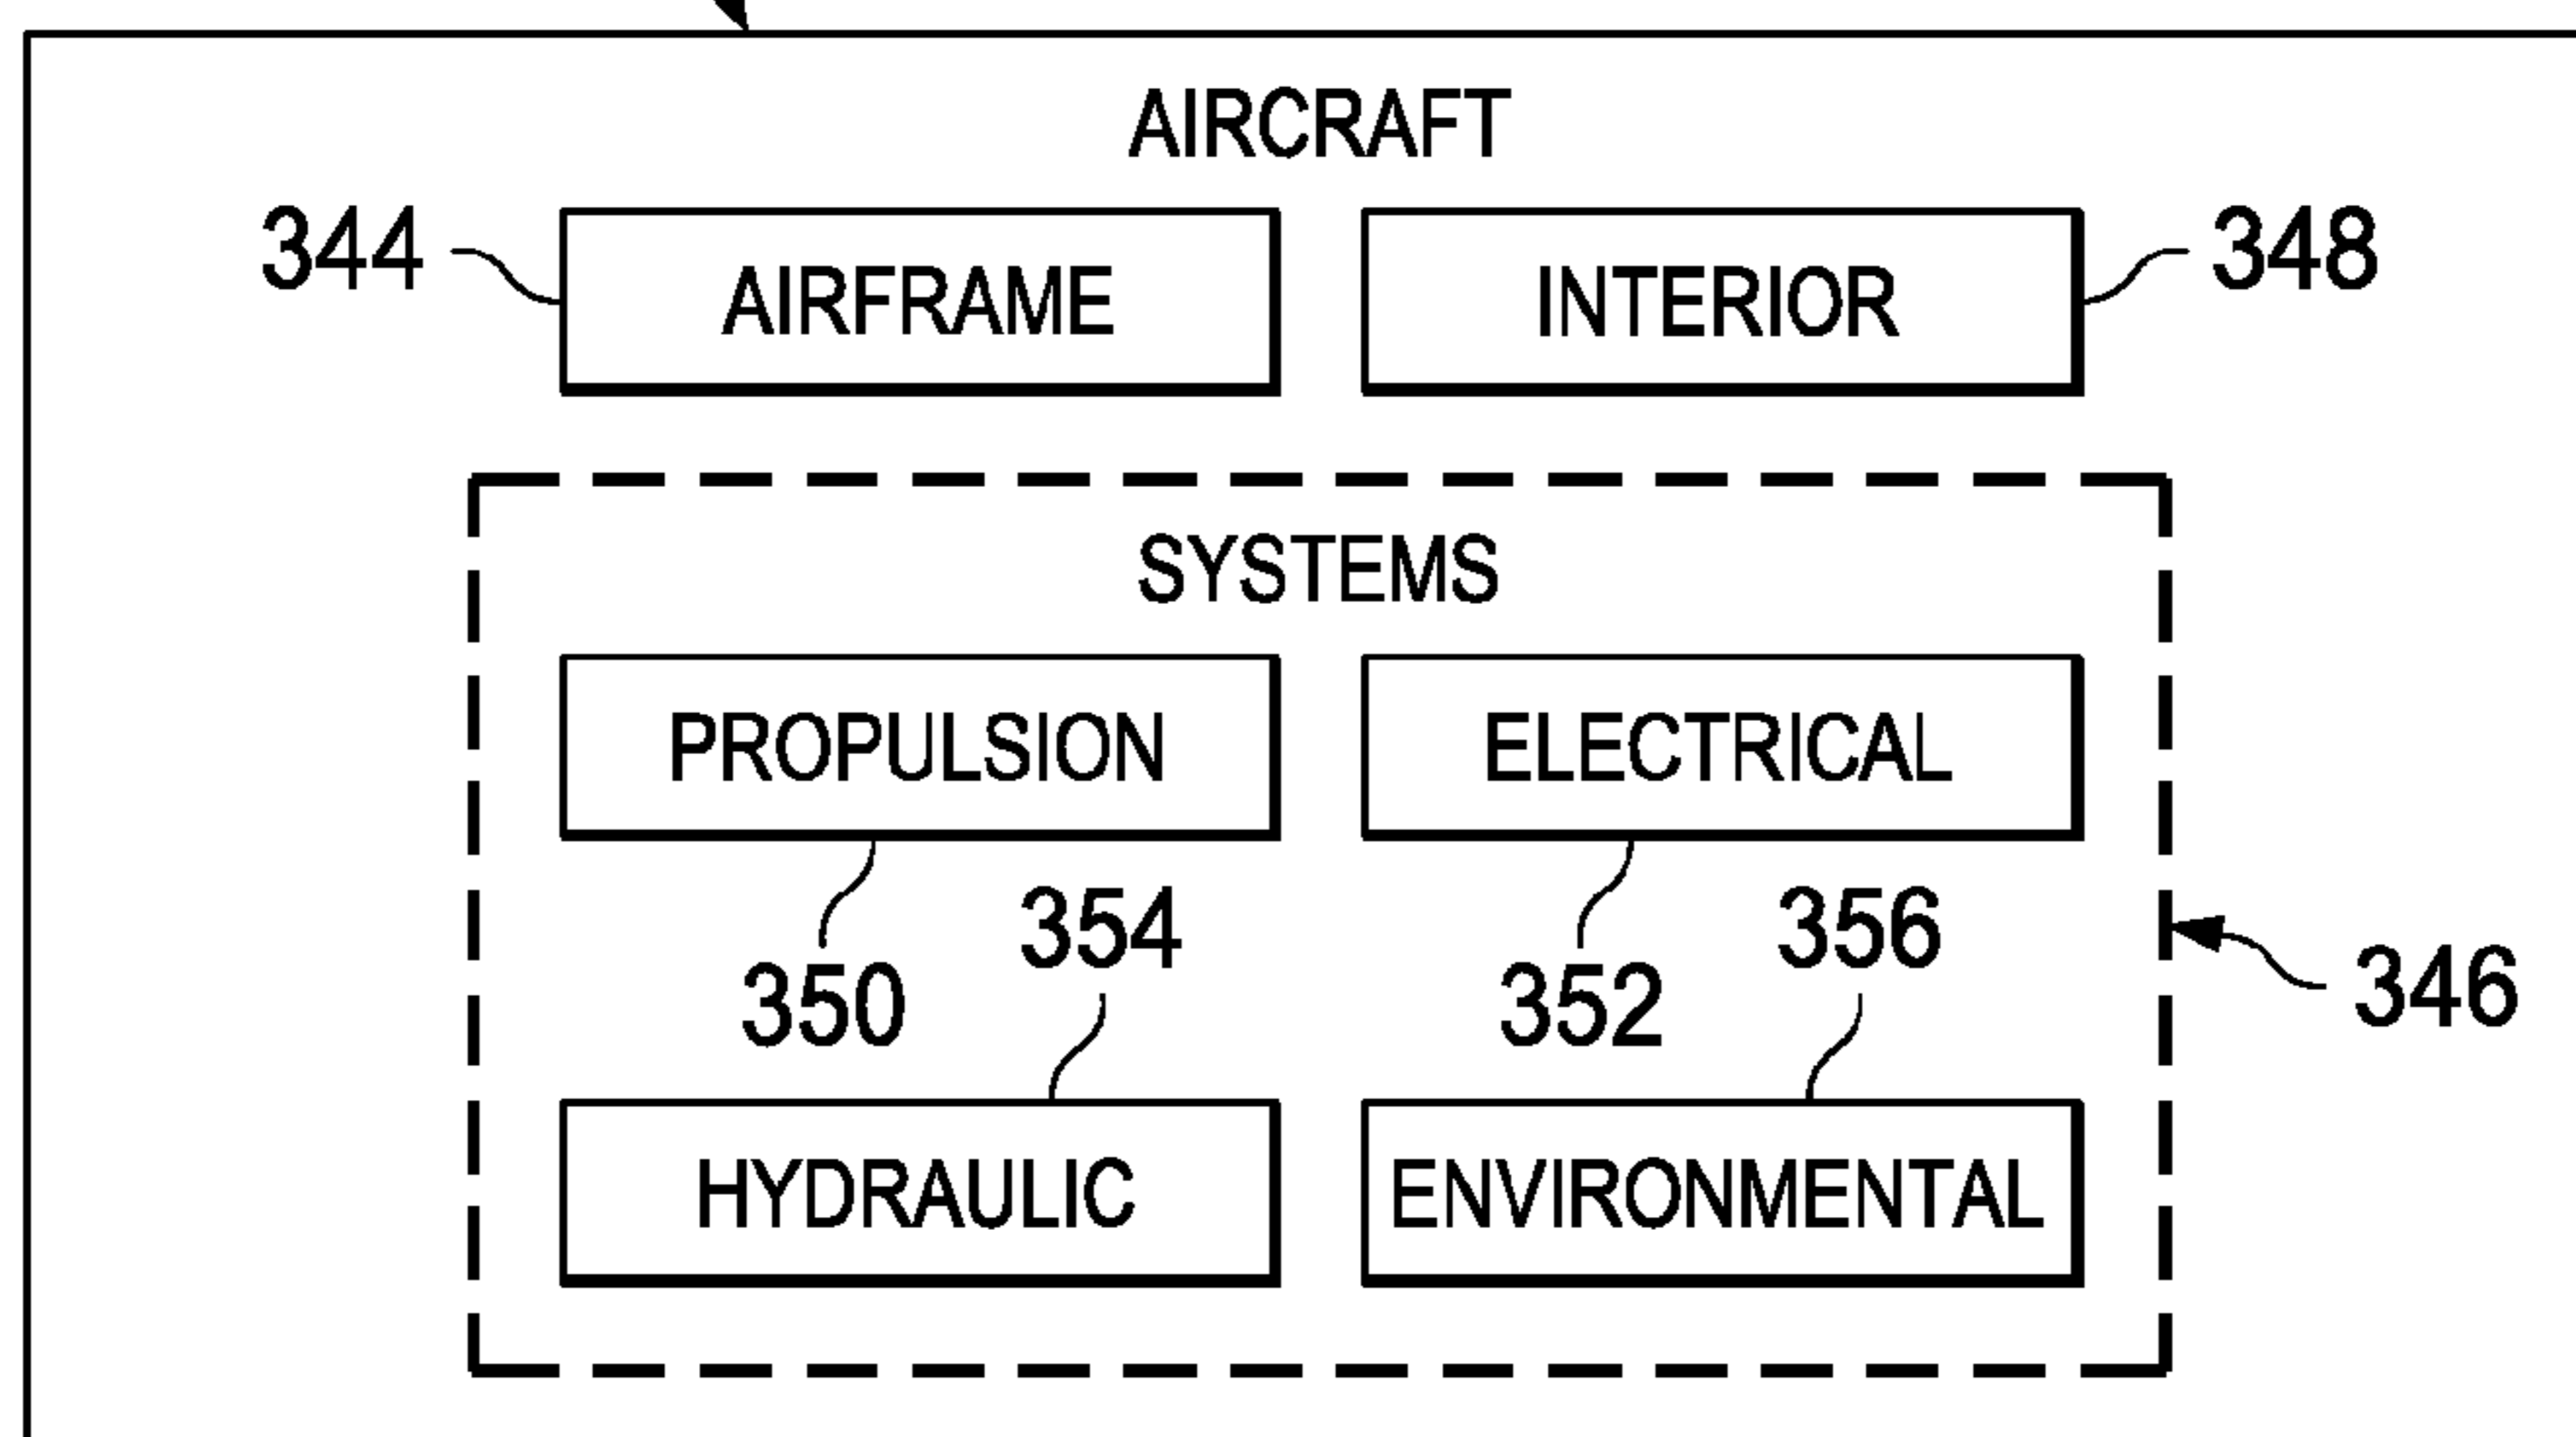 AIRCRAFT
344 AIRFRAME INTERIOR 348
SYSTEMS
PROPULSION ELECTRICAL
354 356
350 352 346
HYDRAULIC ENVIRONMENTAL